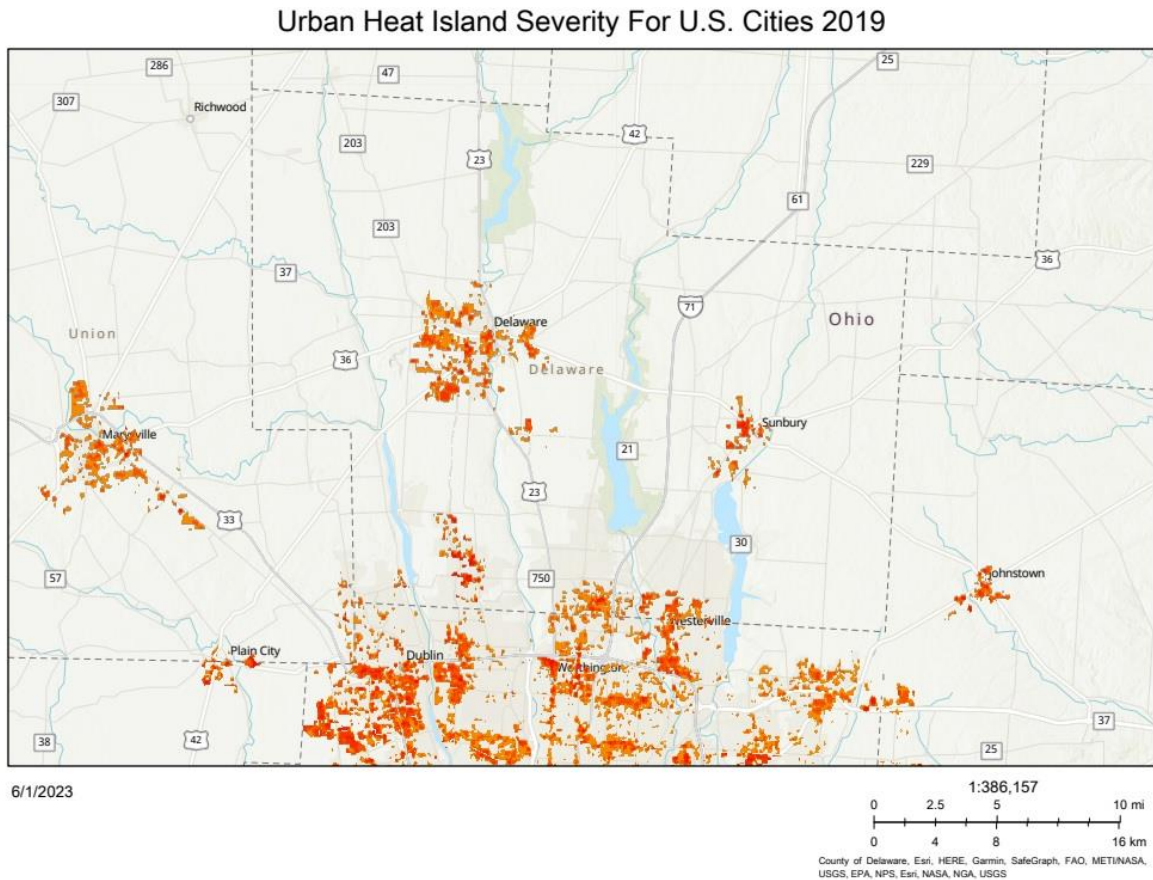 Urban Heat Island Severity For U.S. Cities 2019
286
47
25
307
Richwood
203
42
23
229
61
203
37
36
71
Union
Delaware
Ohio
36
Delaware
Marysville
Sunbury
21
23
33
30
57
750
Johnstown
Westerville
Plain City
Dublin
Worthington
38
42
37
25
6/1/2023
1:386,157
0 2.5 5 10 mi
0 4 8 16 km
County of Delaware, Esri, HERE, Garmin, SafeGraph, FAO, METI/NASA,
USGS, EPA, NPS, Esri, NASA, NGA, USGS